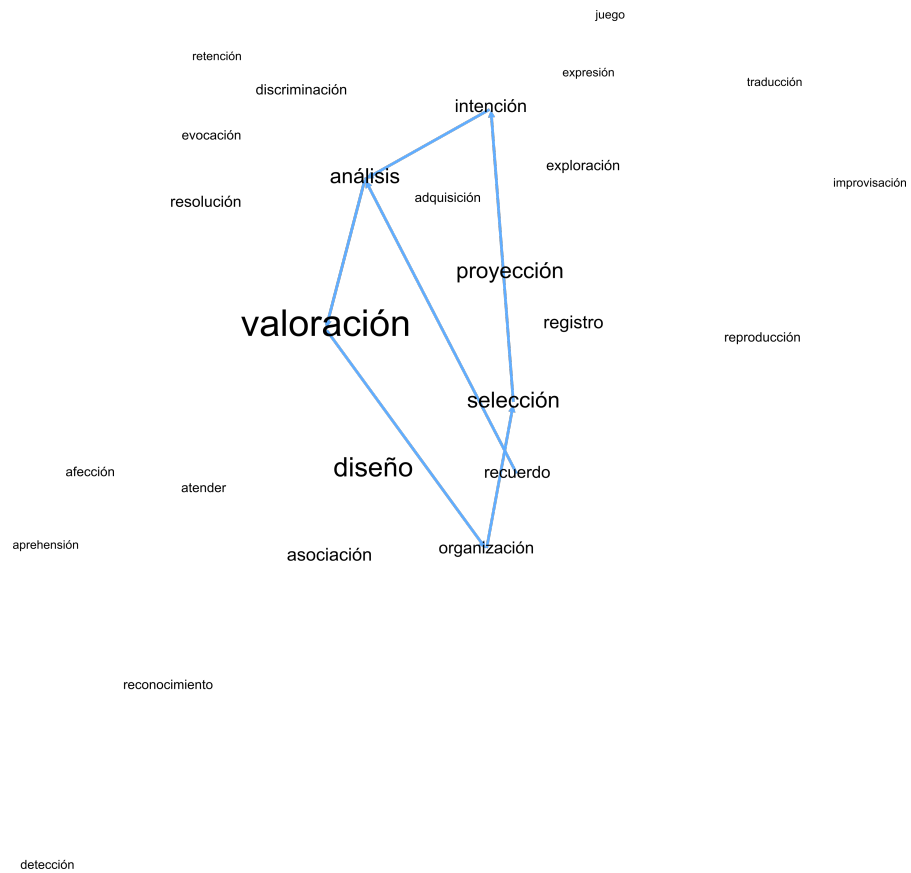 juego
retención
expresión
traducción
discriminación
intención
evocación
exploración
análisis
improvisación
adquisición
resolución
proyección
valoración
registro
reproducción
selección
diseño
afección
recuerdo
atender
aprehensión
organización
asociación
reconocimiento
detección